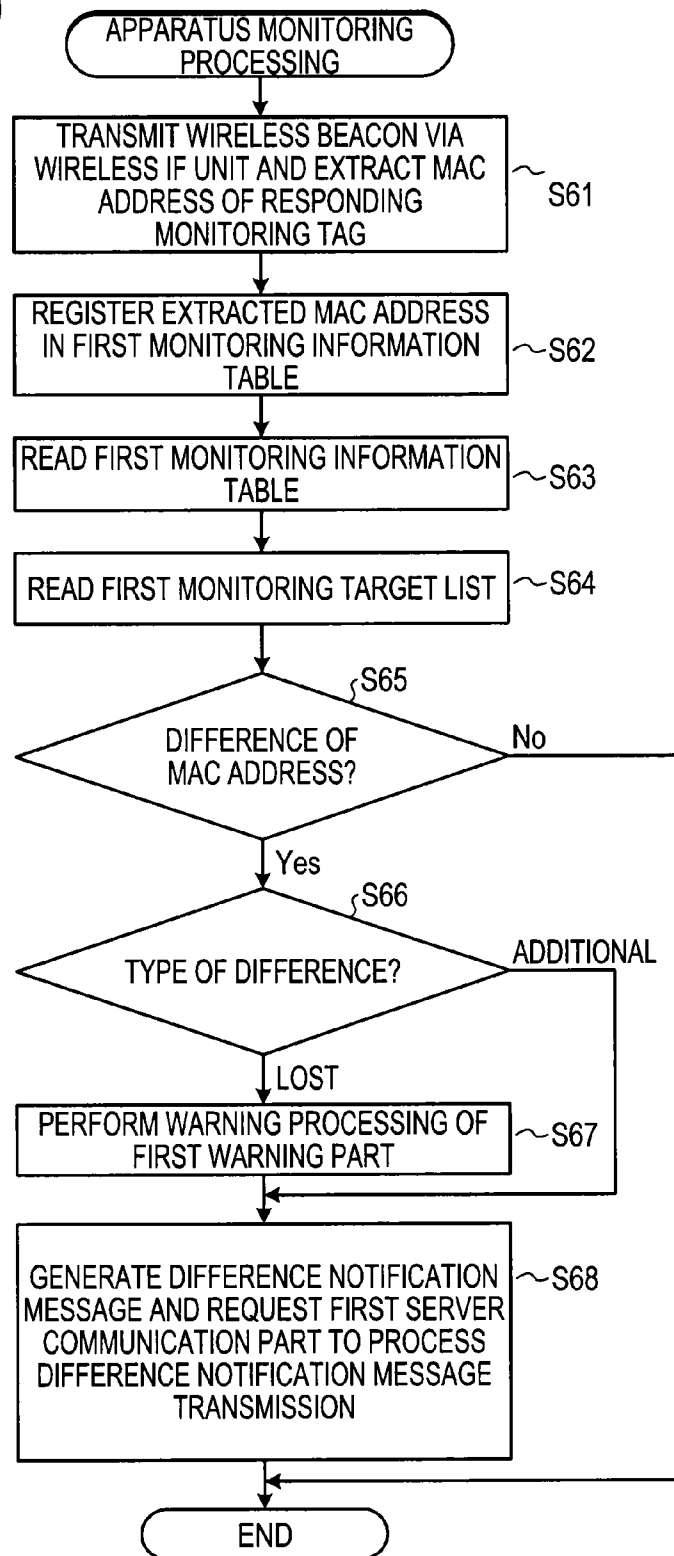 APPARATUS MONITORING
PROCESSING
TRANSMIT WIRELESS BEACON VIA
WIRELESS IF UNIT AND EXTRACT MAC
ADDRESS OF RESPONDING
MONITORING TAG
S61
REGISTER EXTRACTED MAC ADDRESS
IN FIRST MONITORING INFORMATION
TABLE
S62
READ FIRST MONITORING INFORMATION
TABLE
S63
READ FIRST MONITORING TARGET LIST
S64
S65
DIFFERENCE OF
MAC ADDRESS?
No
Yes
S66
TYPE OF DIFFERENCE?
ADDITIONAL
LOST
PERFORM WARNING PROCESSING OF
FIRST WARNING PART
S67
GENERATE DIFFERENCE NOTIFICATION
MESSAGE AND REQUEST FIRST SERVER
COMMUNICATION PART TO PROCESS
DIFFERENCE NOTIFICATION MESSAGE
TRANSMISSION
S68
END